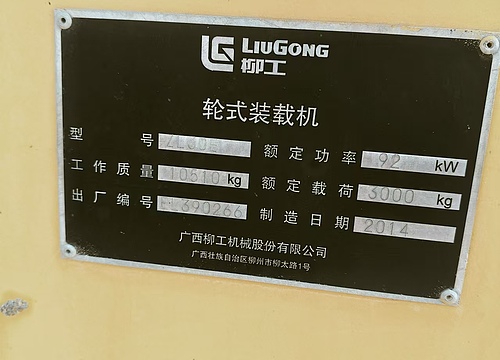 LIUGONG
柳工
轮式装载机
型号 额定功率 92 kW
工作质量 10510 kg 额定载荷 3000 kg
出厂编号 制造日期 2014
广西柳工机械股份有限公司
广西壮族自治区柳州市柳太路1号